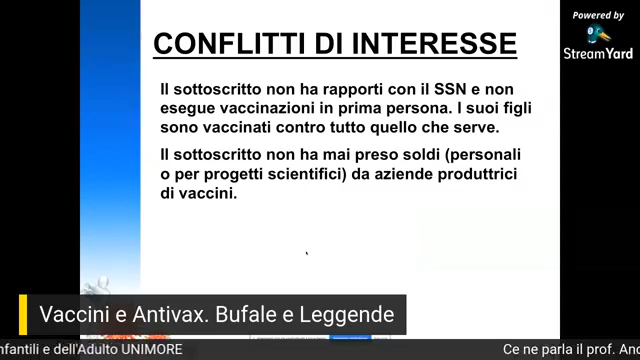 Powered by
StreamYard
CONFLITTI DI INTERESSE
Il sottoscritto non ha rapporti con il SSN e non
esegue vaccinazioni in prima persona. I suoi figli
sono vaccinati contro tutto quello che serve.
Il sottoscritto non ha mai preso soldi (personali
o per progetti scientifici) da aziende produttrici
di vaccini.
Vaccini e Antivax. Bufale e Leggende
nfantili e dell'Adulto UNIMORE
Ce ne parla il prof. And